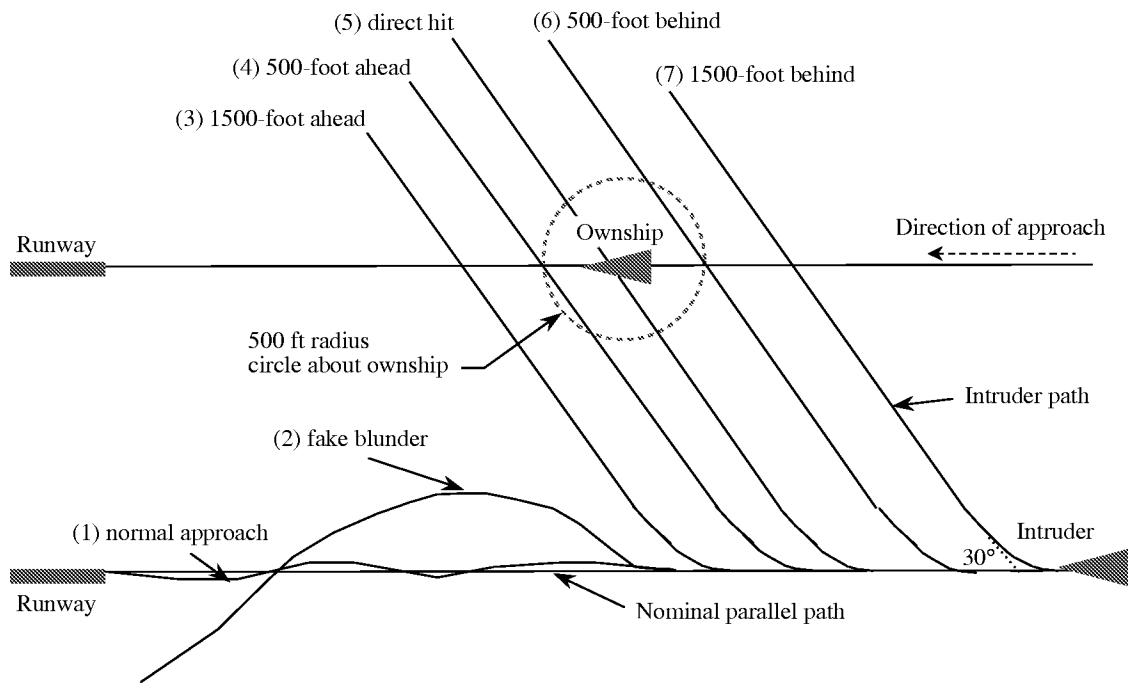 (5) direct hit
(6) 500-foot behind
(4) 500-foot ahead
(7) 1500-foot behind
(3) 1500-foot ahead
Runway
Ownship
Direction of approach
500 ft radius
circle about ownship
Intruder path
(2) fake blunder
(1) normal approach
Intruder
30°
Runway
Nominal parallel path